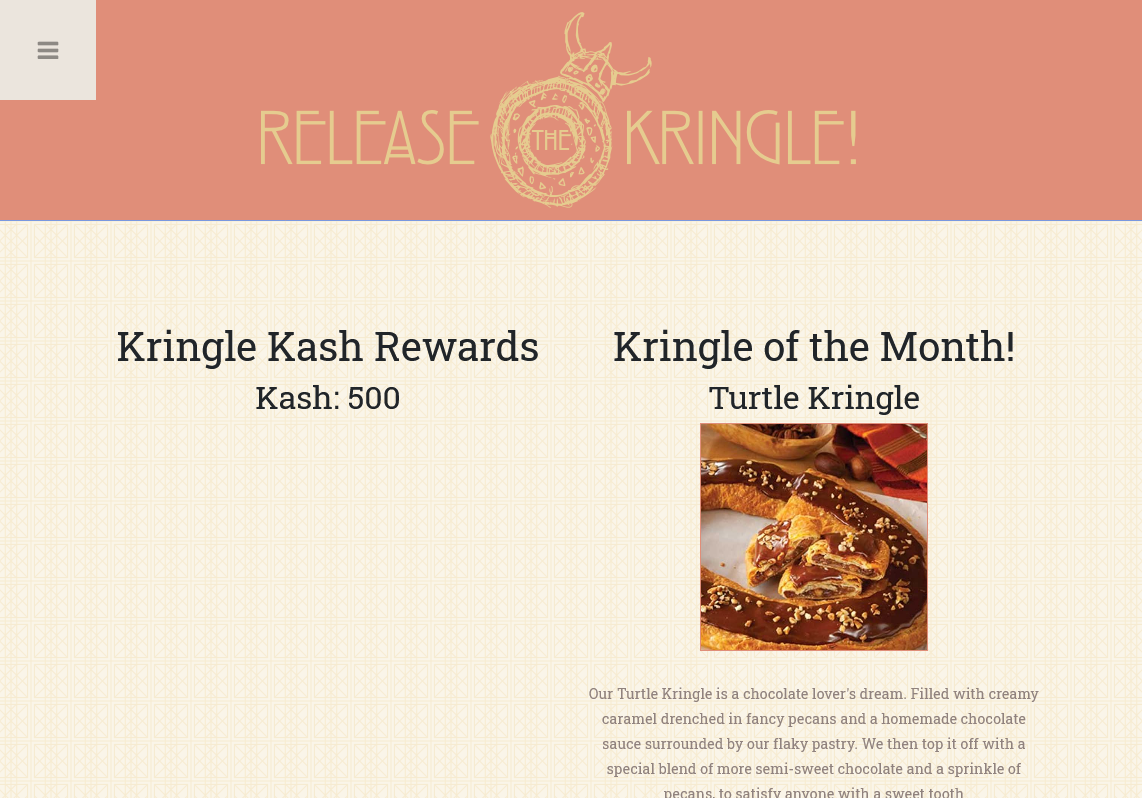 RELEASE THE KRINGLE!
Kringle Kash Rewards
Kash: 500
Kringle of the Month!
Turtle Kringle
Our Turtle Kringle is a chocolate lover's dream. Filled with creamy
caramel drenched in fancy pecans and a homemade chocolate
sauce surrounded by our flaky pastry. We then top it off with a
special blend of more semi-sweet chocolate and a sprinkle of
pecans, to satisfy anyone with a sweet tooth